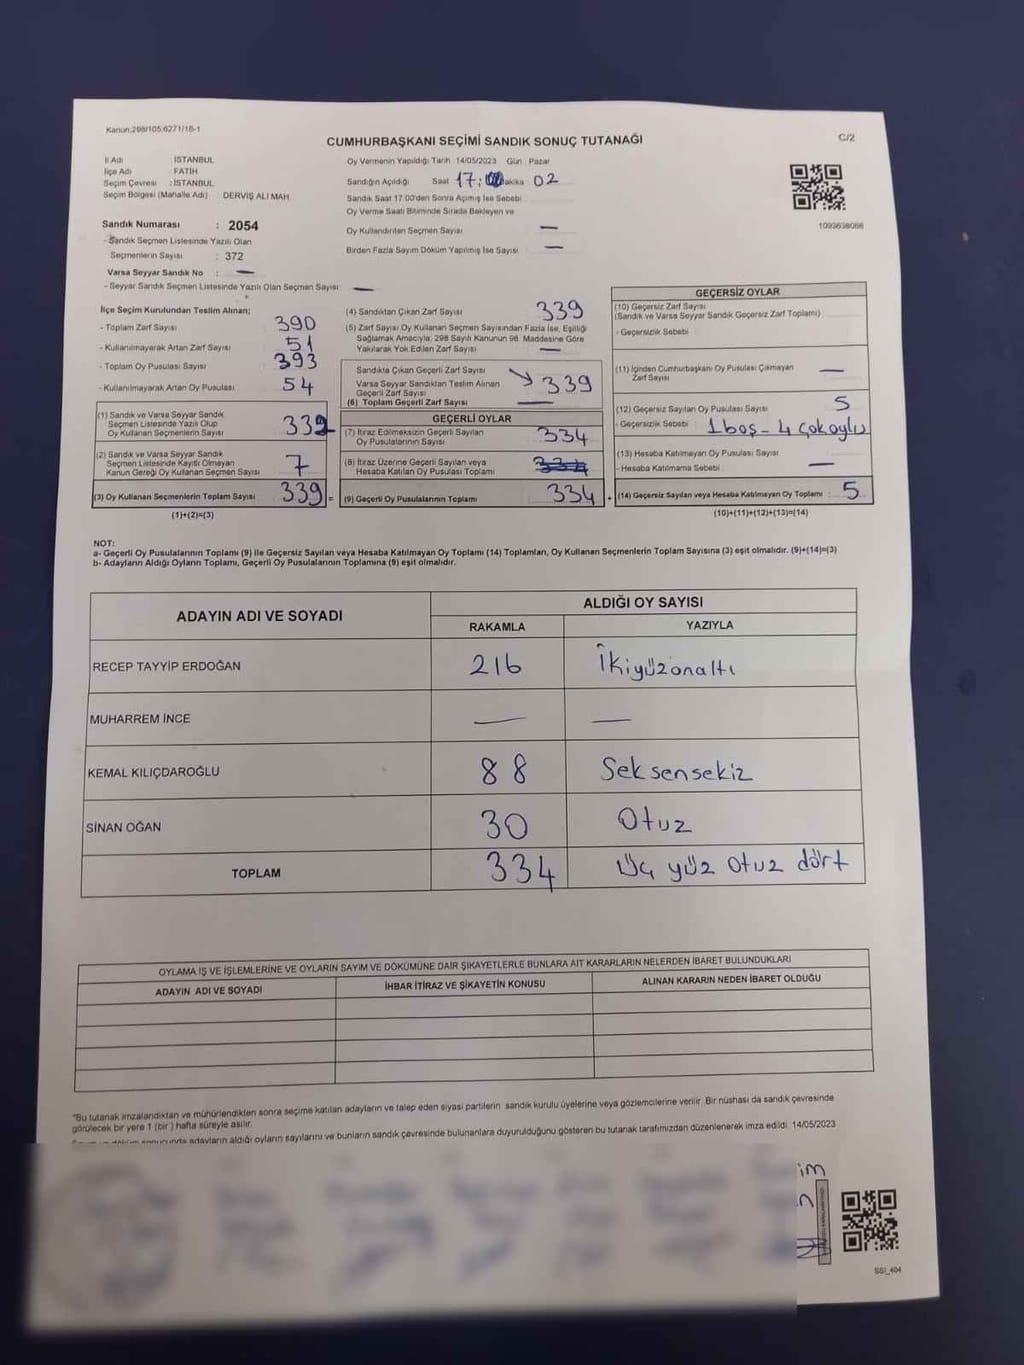 Kanun:298/105;6271/18-1
C/2
CUMHURBAŞKANI SEÇİMİ SANDIK SONUÇ TUTANAĞI
İl Adı : İSTANBUL
İlçe Adı : FATİH
Seçim Çevresi : İSTANBUL
Seçim Bölgesi (Mahalle Adı) DERVİŞ ALİ MAH.
Oy Vermenin Yapıldığı Tarih 14/05/2023 Gün : Pazar
Sandığın Açıldığı Saat 17: Dakika 02
Sandık Saat 17.00'den Sonra Açılmış İse Sebebi
Oy Verme Saati Bitiminde Sırada Bekleyen ve
Oy Kullandırılan Seçmen Sayısı —
Birden Fazla Sayım Döküm Yapılmış İse Sayısı —
1093638068
Sandık Numarası : 2054
- Sandık Seçmen Listesinde Yazılı Olan
Seçmenlerin Sayısı : 372
Varsa Seyyar Sandık No : —
- Seyyar Sandık Seçmen Listesinde Yazılı Olan Seçmen Sayısı —
İlçe Seçim Kurulundan Teslim Alınan;
- Toplam Zarf Sayısı 390
- Kullanılmayarak Artan Zarf Sayısı 51
- Toplam Oy Pusulası Sayısı 393
- Kullanılmayarak Artan Oy Pusulası 54
(1) Sandık ve Varsa Seyyar Sandık
Seçmen Listesinde Yazılı Olup
Oy Kullanan Seçmenlerin Sayısı 332
(2) Sandık ve Varsa Seyyar Sandık
Seçmen Listesinde Kayıtlı Olmayan
Kanun Gereği Oy Kullanan Seçmen Sayısı 7
(3) Oy Kullanan Seçmenlerin Toplam Sayısı 339 =
(1)+(2)=(3)
(4) Sandıktan Çıkan Zarf Sayısı 339
(5) Zarf Sayısı Oy Kullanan Seçmen Sayısından Fazla İse, Eşitliği
Sağlamak Amacıyla; 298 Sayılı Kanunun 98. Maddesine Göre
Yakılarak Yok Edilen Zarf Sayısı —
Sandıkta Çıkan Geçerli Zarf Sayısı
Varsa Seyyar Sandıktan Teslim Alınan
Geçerli Zarf Sayısı 339
(6) Toplam Geçerli Zarf Sayısı —
GEÇERLİ OYLAR
(7) İtiraz Edilmeksizin Geçerli Sayılan
Oy Pusulalarının Sayısı 334
(8) İtiraz Üzerine Geçerli Sayılan veya
Hesaba Katılan Oy Pusulası Toplamı 334
(9) Geçerli Oy Pusulalarının Toplamı 334 +
GEÇERSİZ OYLAR
(10) Geçersiz Zarf Sayısı
(Sandık ve Varsa Seyyar Sandık Geçersiz Zarf Toplamı)
- Geçersizlik Sebebi
(11) İçinden Cumhurbaşkanı Oy Pusulası Çıkmayan
Zarf Sayısı —
(12) Geçersiz Sayılan Oy Pusulası Sayısı 5
- Geçersizlik Sebebi 1 boş - 4 çok oylu
(13) Hesaba Katılmayan Oy Pusulası Sayısı
- Hesaba Katılmama Sebebi —
(14) Geçersiz Sayılan veya Hesaba Katılmayan Oy Toplamı : 5
(10)+(11)+(12)+(13)=(14)
NOT:
a- Geçerli Oy Pusulalarının Toplamı (9) ile Geçersiz Sayılan veya Hesaba Katılmayan Oy Toplamı (14) Toplamları, Oy Kullanan Seçmenlerin Toplam Sayısına (3) eşit olmalıdır. (9)+(14)=(3)
b- Adayların Aldığı Oyların Toplamı, Geçerli Oy Pusulalarının Toplamına (9) eşit olmalıdır.
ADAYIN ADI VE SOYADI
ALDIĞI OY SAYISI
RAKAMLA YAZIYLA
RECEP TAYYİP ERDOĞAN 216 İkiyüzonaltı
MUHARREM İNCE — —
KEMAL KILIÇDAROĞLU 88 Seksensekiz
SİNAN OĞAN 30 Otuz
TOPLAM 334 Üç yüz otuz dört
OYLAMA İŞ VE İŞLEMLERİNE VE OYLARIN SAYIM VE DÖKÜMÜNE DAİR ŞİKAYETLERLE BUNLARA AİT KARARLARIN NELERDEN İBARET BULUNDUKLARI
ADAYIN ADI VE SOYADI İHBAR İTİRAZ VE ŞİKAYETİN KONUSU ALINAN KARARIN NEDEN İBARET OLDUĞU
"Bu tutanak imzalandıktan ve mühürlendikten sonra seçime katılan adayların ve talep eden siyasi partilerin sandık kurulu üyelerine veya gözlemcilerine verilir. Bir nüshası da sandık çevresinde
görülecek bir yere 1 (bir) hafta süreyle asılır.
adayların aldığı oyların sayılarını ve bunların sandık çevresinde bulunanlara duyurulduğunu gösteren bu tutanak tarafımızdan düzenlenerek imza edildi. 14/05/2023
im
SSI_404